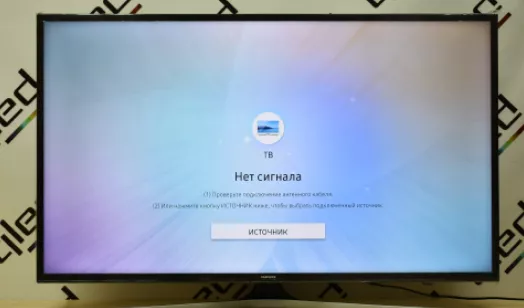 ТВ
Нет сигнала
(1) Проверьте подключение антенного кабеля.
(2) Или нажмите кнопку ИСТОЧНИК ниже, чтобы выбрать подключенный источник.
ИСТОЧНИК
SAMSUNG